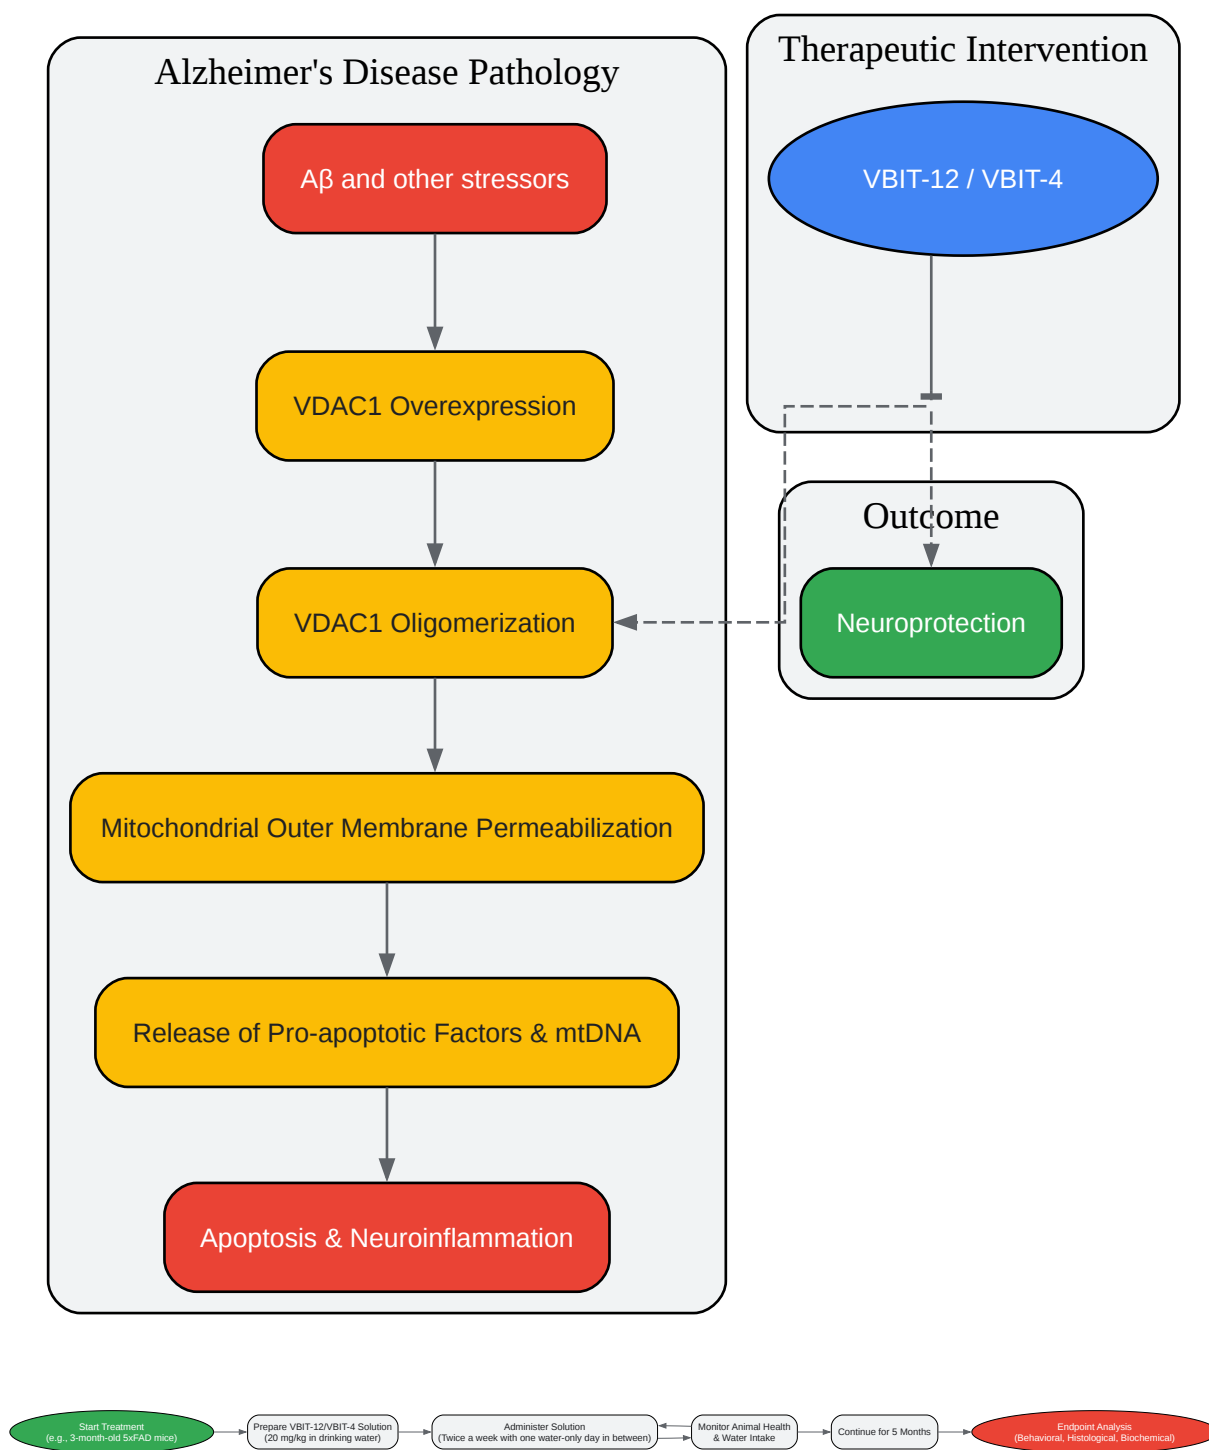 Alzheimer's Disease Pathology
Aβ and other stressors
VDAC1 Overexpression
VDAC1 Oligomerization
Mitochondrial Outer Membrane Permeabilization
Release of Pro-apoptotic Factors & mtDNA
Apoptosis & Neuroinflammation
Therapeutic Intervention
VBIT-12 / VBIT-4
Outcome
Neuroprotection
Start Treatment
(e.g., 3-month-old 5xFAD mice)
Prepare VBIT-12/VBIT-4 Solution
(20 mg/kg in drinking water)
Administer Solution
(Twice a week with one water-only day in between)
Monitor Animal Health
& Water Intake
Continue for 5 Months
Endpoint Analysis
(Behavioral, Histological, Biochemical)